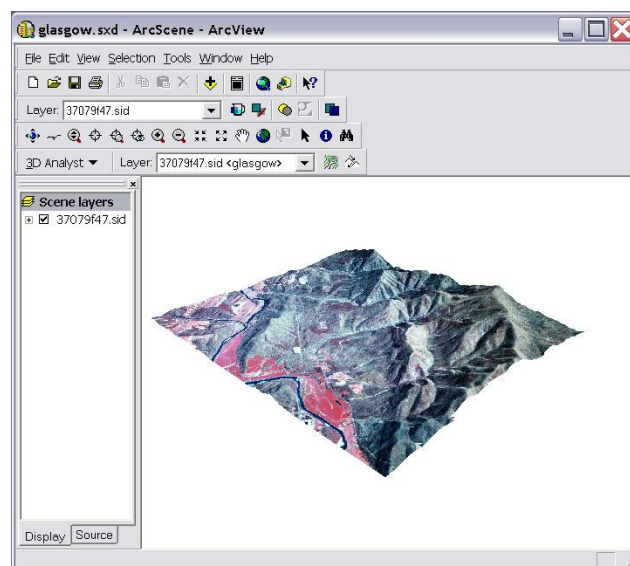 glasgow.sxd - ArcScene - ArcView
File Edit View Selection Tools Window Help
Layer: 37079f47.sid
3D Analyst Layer: 37079f47.sid <glasgow>
Scene layers
37079f47.sid
Display Source